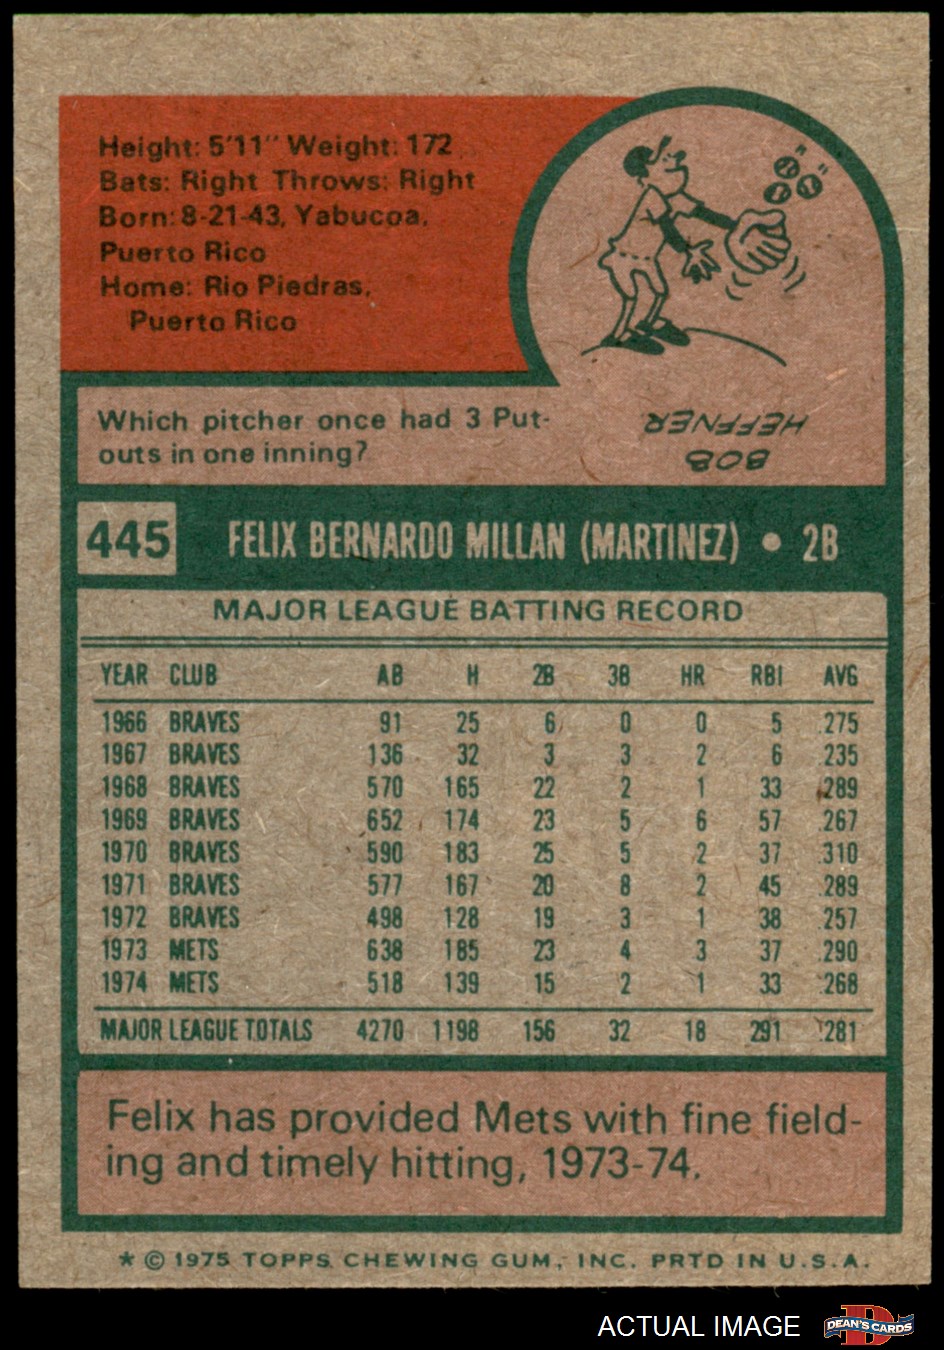 Height: 5'11" Weight: 172
Bats: Right Throws: Right
Born: 8-21-43, Yabucoa,
Puerto Rico
Home: Rio Piedras,
Puerto Rico
Which pitcher once had 3 Put-
outs in one inning?
BOB
HEFFNER
445 FELIX BERNARDO MILLAN (MARTINEZ) • 2B
MAJOR LEAGUE BATTING RECORD
YEAR CLUB AB H 2B 3B HR RBI AVG
1966 BRAVES 91 25 6 0 0 5 .275
1967 BRAVES 136 32 3 3 2 6 .235
1968 BRAVES 570 165 22 2 1 33 .289
1969 BRAVES 652 174 23 5 6 57 .267
1970 BRAVES 590 183 25 5 2 37 .310
1971 BRAVES 577 167 20 8 2 45 .289
1972 BRAVES 498 128 19 3 1 38 .257
1973 METS 638 185 23 4 3 37 .290
1974 METS 518 139 15 2 1 33 .268
MAJOR LEAGUE TOTALS 4270 1198 156 32 18 291 .281
Felix has provided Mets with fine field-
ing and timely hitting, 1973-74.
* © 1975 TOPPS CHEWING GUM, INC. PRTD IN U.S.A.
ACTUAL IMAGE
D
DEAN'S CARDS